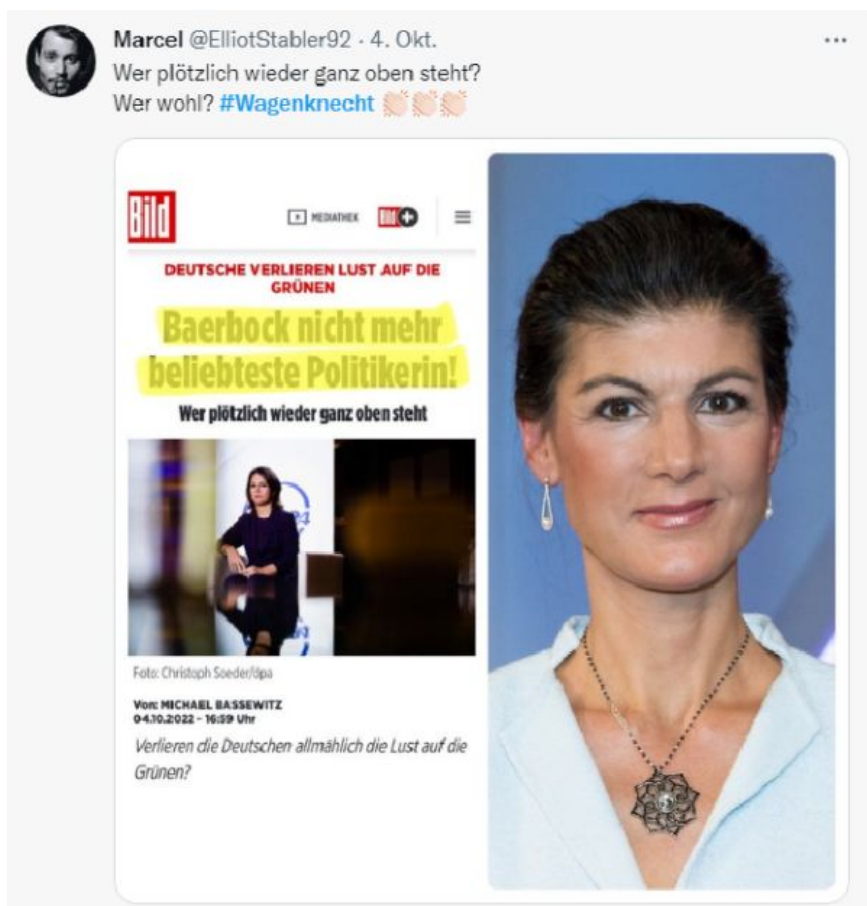 Marcel @ElliotStabler92 · 4. Okt.
Wer plötzlich wieder ganz oben steht?
Wer wohl? #Wagenknecht 👏🏻👏🏻👏🏻
Bild
MEDIATHEK
Bild
DEUTSCHE VERLIEREN LUST AUF DIE
GRÜNEN
Baerbock nicht mehr
beliebteste Politikerin!
Wer plötzlich wieder ganz oben steht
Foto: Christoph Soeder/dpa
Von: MICHAEL BASSEWITZ
04.10.2022 - 16:59 Uhr
Verlieren die Deutschen allmählich die Lust auf die
Grünen?